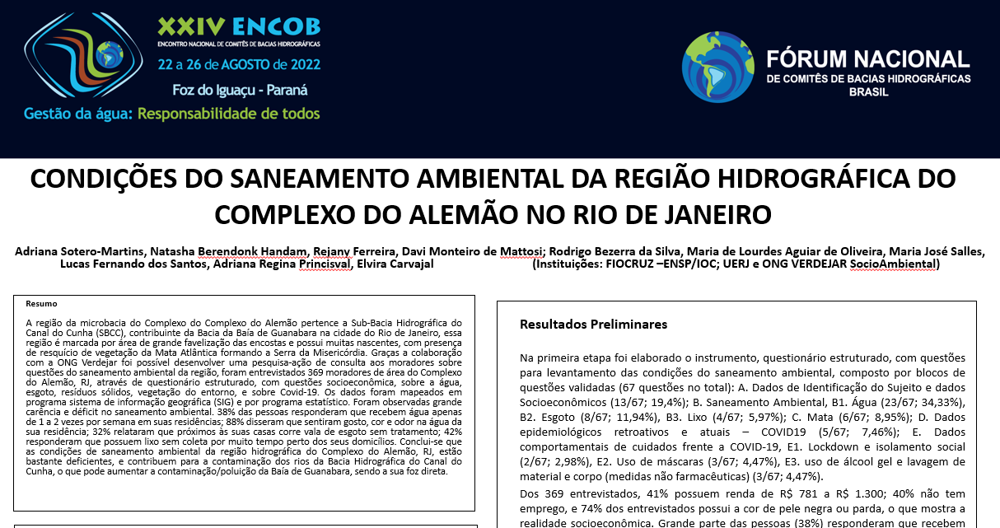 XXIV ENCOB
ENCONTRO NACIONAL DE COMITÊS DE BACIAS HIDROGRÁFICAS
22 a 26 de AGOSTO de 2022
Foz do Iguaçu - Paraná
Gestão da água: Responsabilidade de todos
FÓRUM NACIONAL
DE COMITÊS DE BACIAS HIDROGRÁFICAS
BRASIL
CONDIÇÕES DO SANEAMENTO AMBIENTAL DA REGIÃO HIDROGRÁFICA DO
COMPLEXO DO ALEMÃO NO RIO DE JANEIRO
Adriana Sotero-Martins, Natasha Berendonk Handam, Rejany Ferreira, Davi Monteiro de Mattosi; Rodrigo Bezerra da Silva, Maria de Lourdes Aguiar de Oliveira, Maria José Salles,
Lucas Fernando dos Santos, Adriana Regina Princisval, Elvira Carvajal (Instituições: FIOCRUZ –ENSP/IOC; UERJ e ONG VERDEJAR SocioAmbiental)
Resumo
A região da microbacia do Complexo do Complexo do Alemão pertence a Sub-Bacia Hidrográfica do
Canal do Cunha (SBCC), contribuinte da Bacia da Baía de Guanabara na cidade do Rio de Janeiro, essa
região é marcada por área de grande favelização das encostas e possui muitas nascentes, com presença
de resquício de vegetação da Mata Atlântica formando a Serra da Misericórdia. Graças a colaboração
com a ONG Verdejar foi possível desenvolver uma pesquisa-ação de consulta aos moradores sobre
questões do saneamento ambiental da região, foram entrevistados 369 moradores de área do Complexo
do Alemão, RJ, através de questionário estruturado, com questões socioeconômica, sobre a água,
esgoto, resíduos sólidos, vegetação do entorno, e sobre Covid-19. Os dados foram mapeados em
programa sistema de informação geográfica (SIG) e por programa estatístico. Foram observadas grande
carência e déficit no saneamento ambiental. 38% das pessoas responderam que recebem água apenas
de 1 a 2 vezes por semana em suas residências; 88% disseram que sentiram gosto, cor e odor na água da
sua residência; 32% relataram que próximos às suas casas corre vala de esgoto sem tratamento; 42%
responderam que possuem lixo sem coleta por muito tempo perto dos seus domicílios. Conclui-se que
as condições de saneamento ambiental da região hidrográfica do Complexo do Alemão, RJ, estão
bastante deficientes, e contribuem para a contaminação dos rios da Bacia Hidrográfica do Canal do
Cunha, o que pode aumentar a contaminação/poluição da Baía de Guanabara, sendo a sua foz direta.
Resultados Preliminares
Na primeira etapa foi elaborado o instrumento, questionário estruturado, com questões
para levantamento das condições do saneamento ambiental, composto por blocos de
questões validadas (67 questões no total): A. Dados de Identificação do Sujeito e dados
Socioeconômicos (13/67; 19,4%); B. Saneamento Ambiental, B1. Água (23/67; 34,33%),
B2. Esgoto (8/67; 11,94%), B3. Lixo (4/67; 5,97%); C. Mata (6/67; 8,95%); D. Dados
epidemiológicos retroativos e atuais – COVID19 (5/67; 7,46%); E. Dados
comportamentais de cuidados frente a COVID-19, E1. Lockdown e isolamento social
(2/67; 2,98%), E2. Uso de máscaras (3/67; 4,47%), E3. uso de álcool gel e lavagem de
material e corpo (medidas não farmacêuticas) (3/67; 4,47%).
Dos 369 entrevistados, 41% possuem renda de R$ 781 a R$ 1.300; 40% não tem
emprego, e 74% dos entrevistados possui a cor de pele negra ou parda, o que mostra a
realidade socioeconômica. Grande parte das pessoas (38%) responderam que recebem